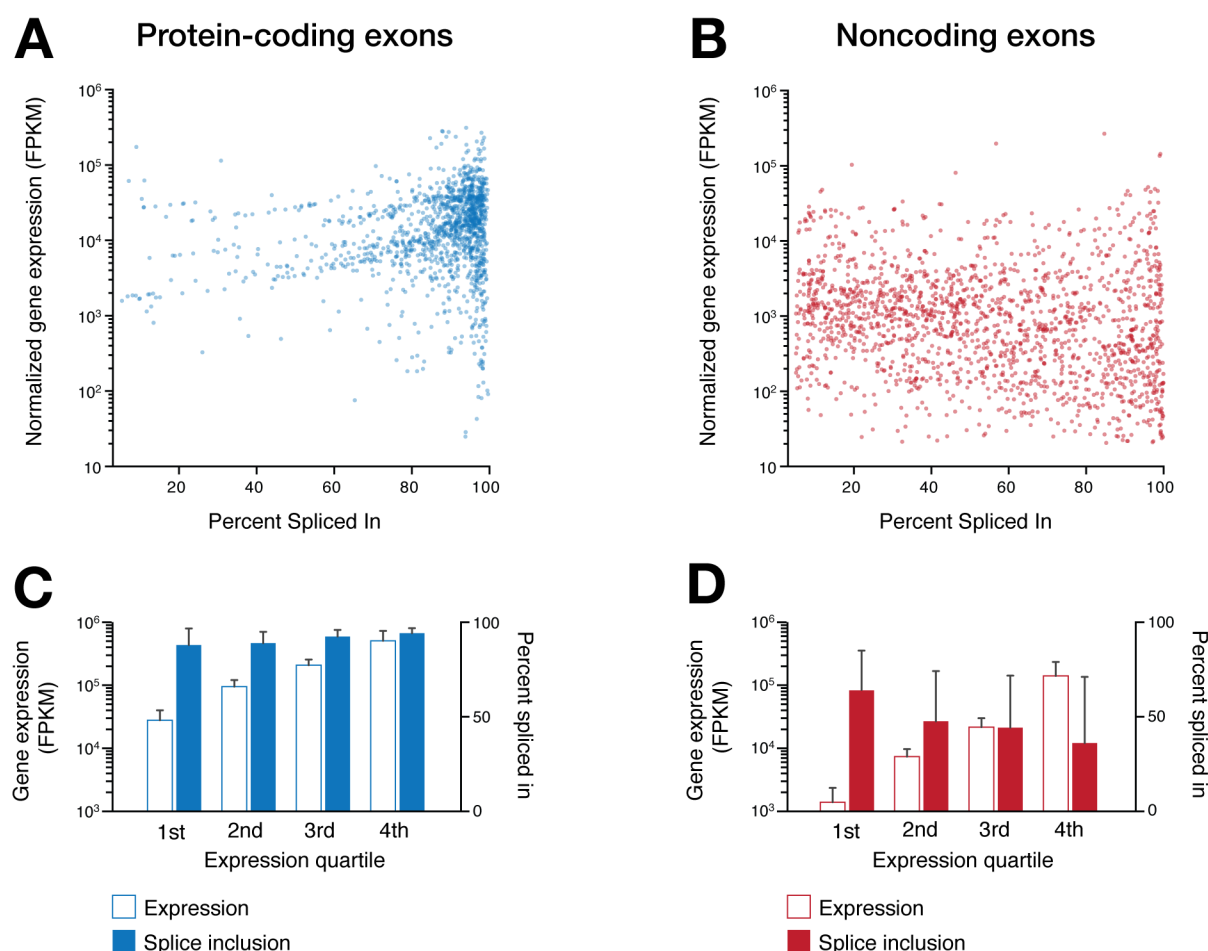 A
Protein-coding exons
Normalized gene expression (FPKM)
10⁶
10⁵
10⁴
10³
10²
10
20
40
60
80
100
Percent Spliced In
B
Noncoding exons
Normalized gene expression (FPKM)
10⁶
10⁵
10⁴
10³
10²
10
20
40
60
80
100
Percent Spliced In
C
Gene expression
(FPKM)
10⁶
10⁵
10⁴
10³
100
50
0
Percent spliced in
1st
2nd
3rd
4th
Expression quartile
Expression
Splice inclusion
D
Gene expression
(FPKM)
10⁶
10⁵
10⁴
10³
100
50
0
Percent spliced in
1st
2nd
3rd
4th
Expression quartile
Expression
Splice inclusion